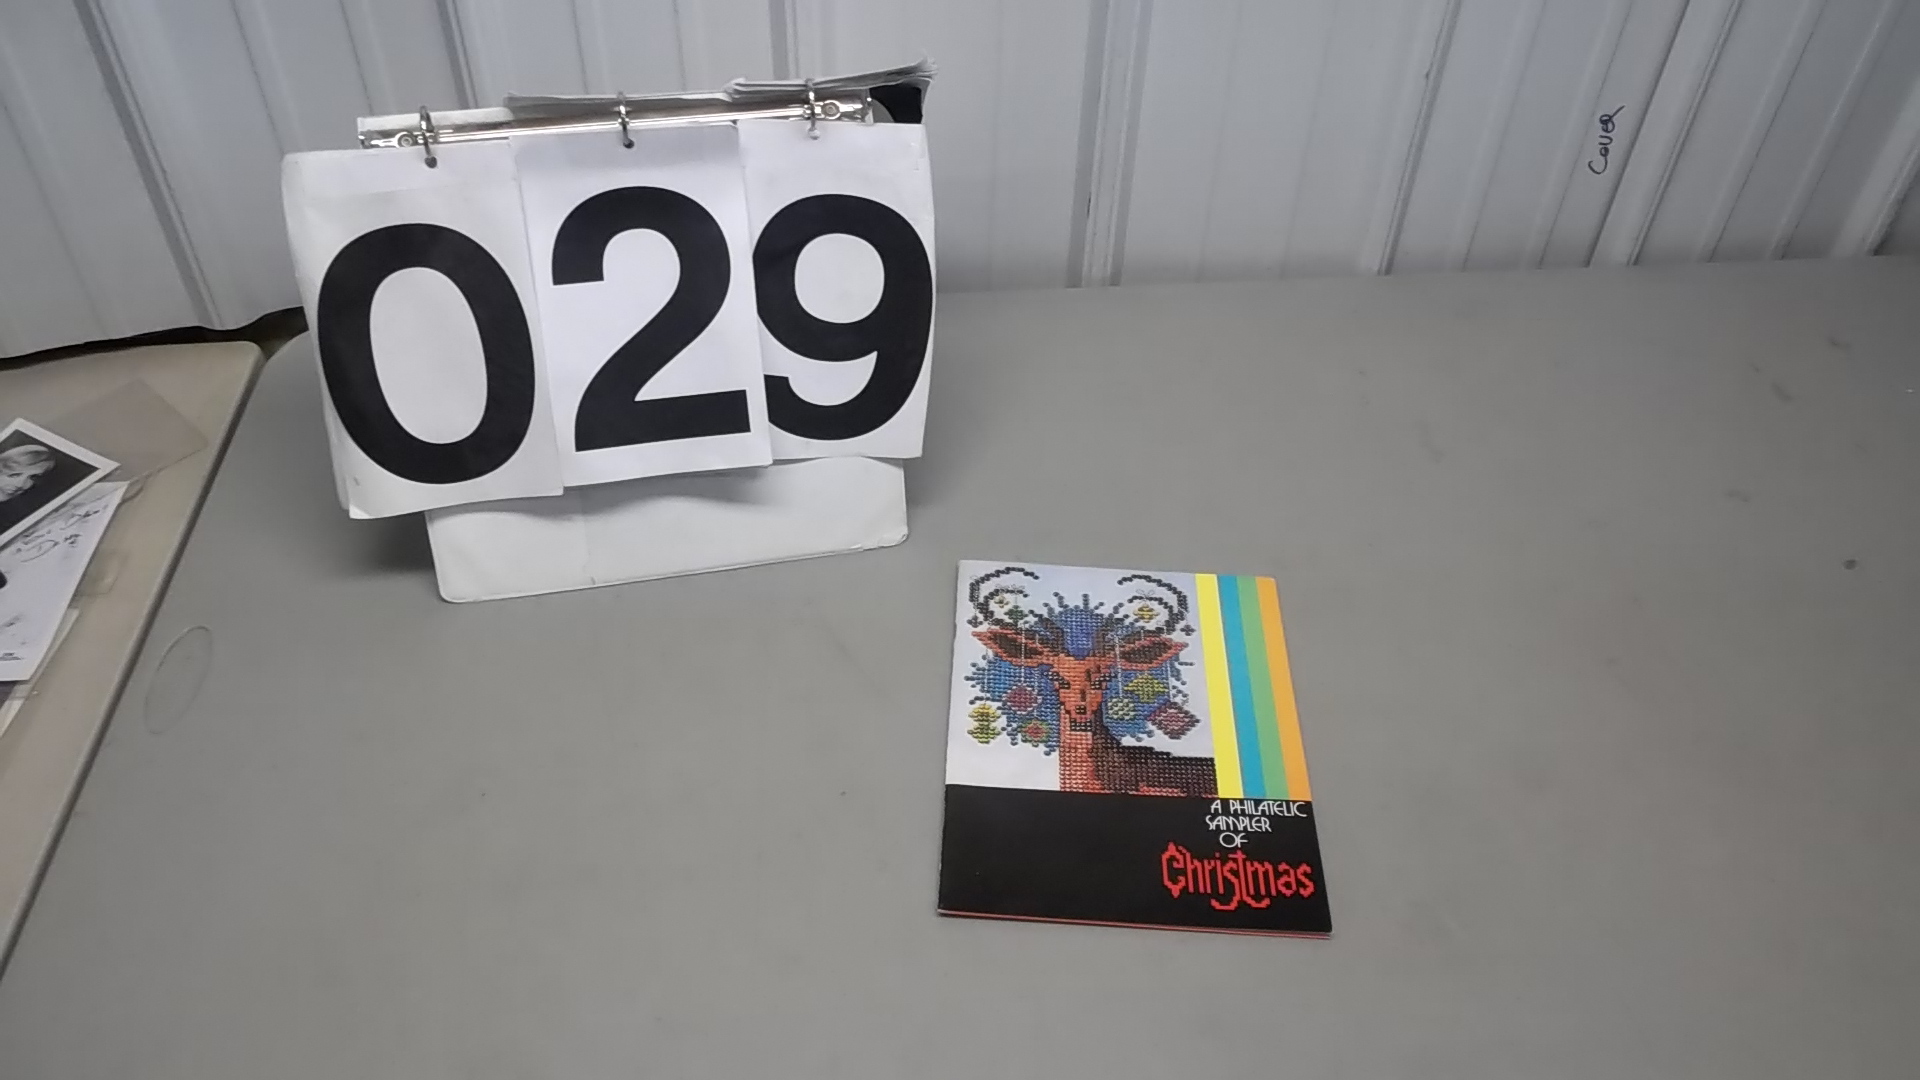 029
Cover
A PHILATELIC
SAMPLER
OF
Christmas